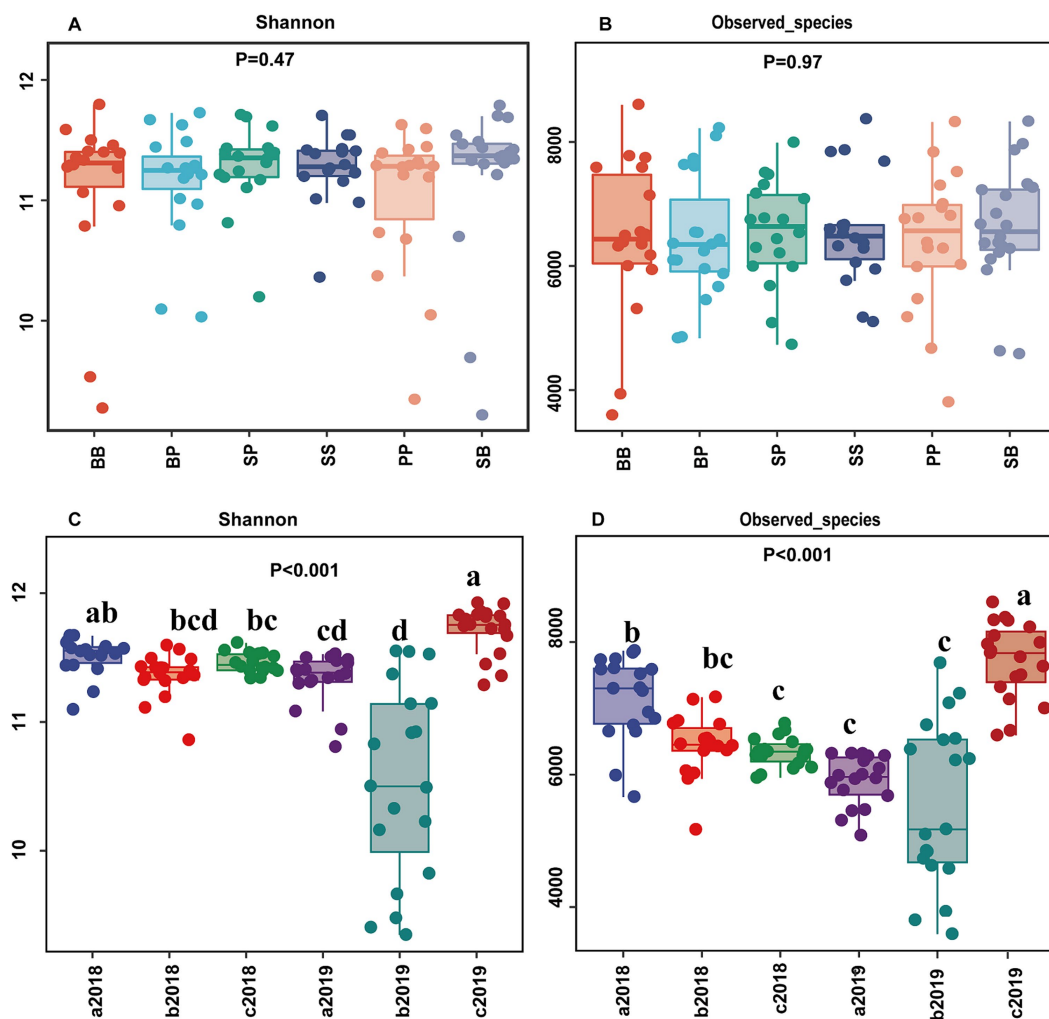 A Shannon
P=0.47
12
11
10
BB BP SP SS PP SB
B Observed_species
P=0.97
8000
6000
4000
BB BP SP SS PP SB
C Shannon
P<0.001
12
11
10
ab bcd bc cd d a
a2018 b2018 c2018 a2019 b2019 c2019
D Observed_species
P<0.001
8000
6000
4000
b bc c c c a
a2018 b2018 c2018 a2019 b2019 c2019